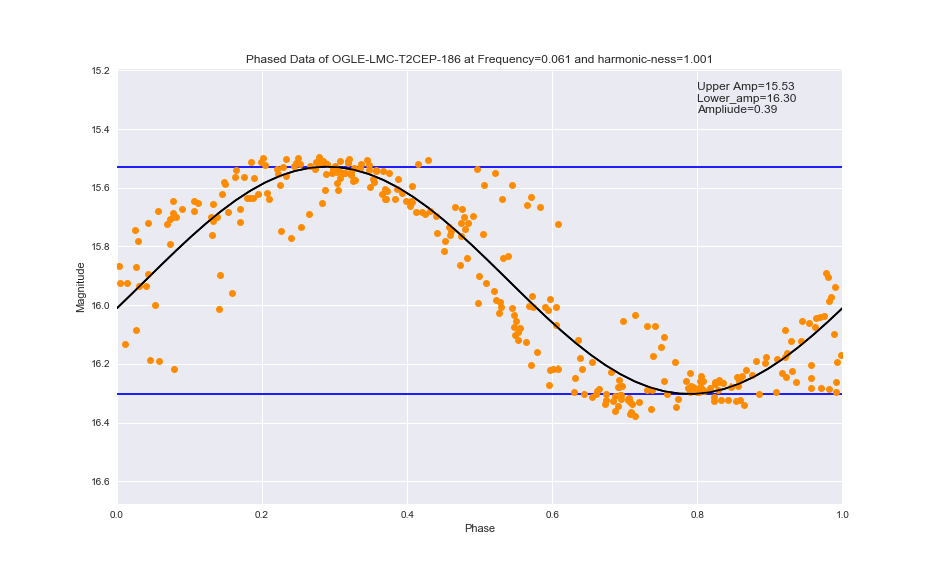 Phased Data of OGLE-LMC-T2CEP-186 at Frequency=0.061 and harmonic-ness=1.001
Upper Amp=15.53
Lower_amp=16.30
Ampliude=0.39
15.2
15.4
15.6
15.8
16.0
16.2
16.4
16.6
Magnitude
0.0 0.2 0.4 0.6 0.8 1.0
Phase